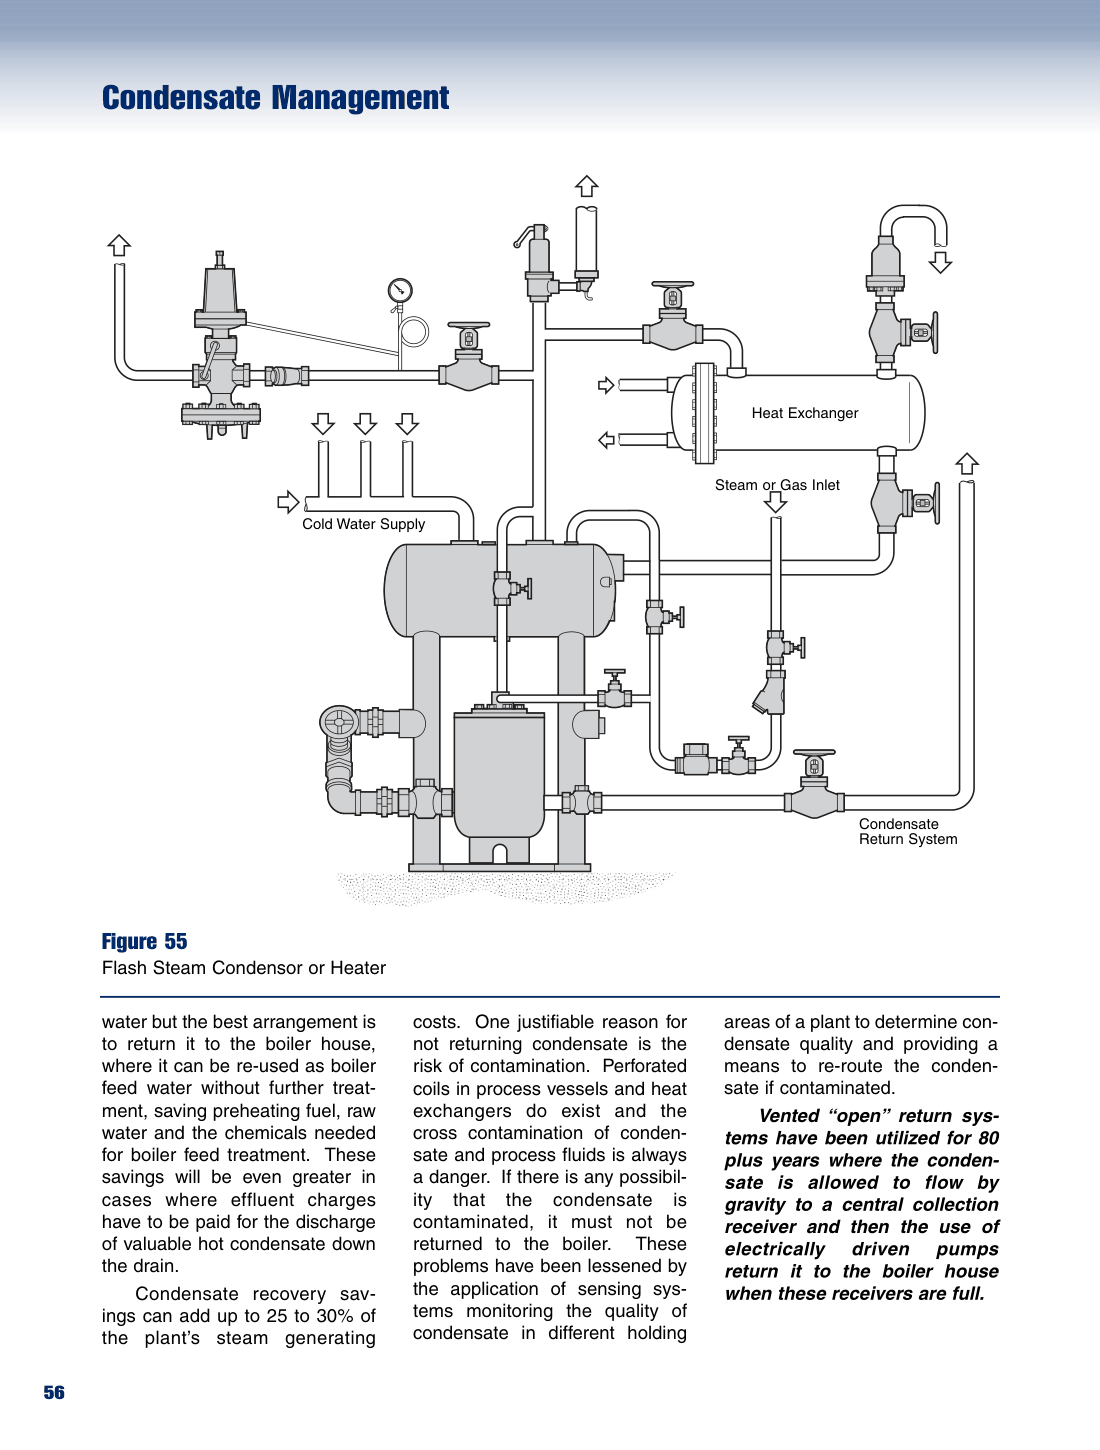 Condensate Management
Heat Exchanger
Steam or Gas Inlet
Cold Water Supply
Condensate
Return System
Figure 55
Flash Steam Condensor or Heater
water but the best arrangement is
to return it to the boiler house,
where it can be re-used as boiler
feed water without further treat-
ment, saving preheating fuel, raw
water and the chemicals needed
for boiler feed treatment.  These
savings will be even greater in
cases where effluent charges
have to be paid for the discharge
of valuable hot condensate down
the drain.
Condensate recovery sav-
ings can add up to 25 to 30% of
the plant's steam generating
costs.  One justifiable reason for
not returning condensate is the
risk of contamination.  Perforated
coils in process vessels and heat
exchangers do exist and the
cross contamination of conden-
sate and process fluids is always
a danger.  If there is any possibil-
ity that the condensate is
contaminated, it must not be
returned to the boiler.  These
problems have been lessened by
the application of sensing sys-
tems monitoring the quality of
condensate in different holding
areas of a plant to determine con-
densate quality and providing a
means to re-route the conden-
sate if contaminated.
Vented “open” return sys-
tems have been utilized for 80
plus years where the conden-
sate is allowed to flow by
gravity to a central collection
receiver and then the use of
electrically driven pumps
return it to the boiler house
when these receivers are full.
56